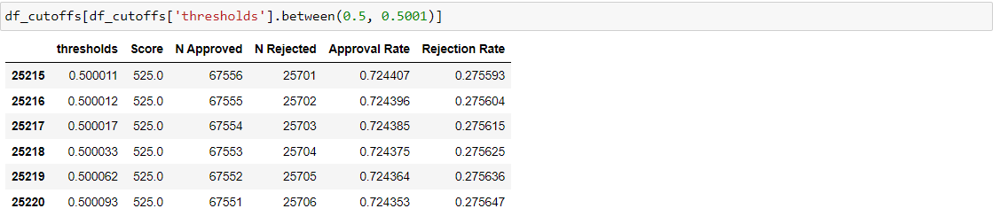 df_cutoffs[df_cutoffs['thresholds'].between(0.5, 0.5001)]
thresholds Score N Approved N Rejected Approval Rate Rejection Rate
25215 0.500011 525.0 67556 25701 0.724407 0.275593
25216 0.500012 525.0 67555 25702 0.724396 0.275604
25217 0.500017 525.0 67554 25703 0.724385 0.275615
25218 0.500033 525.0 67553 25704 0.724375 0.275625
25219 0.500062 525.0 67552 25705 0.724364 0.275636
25220 0.500093 525.0 67551 25706 0.724353 0.275647